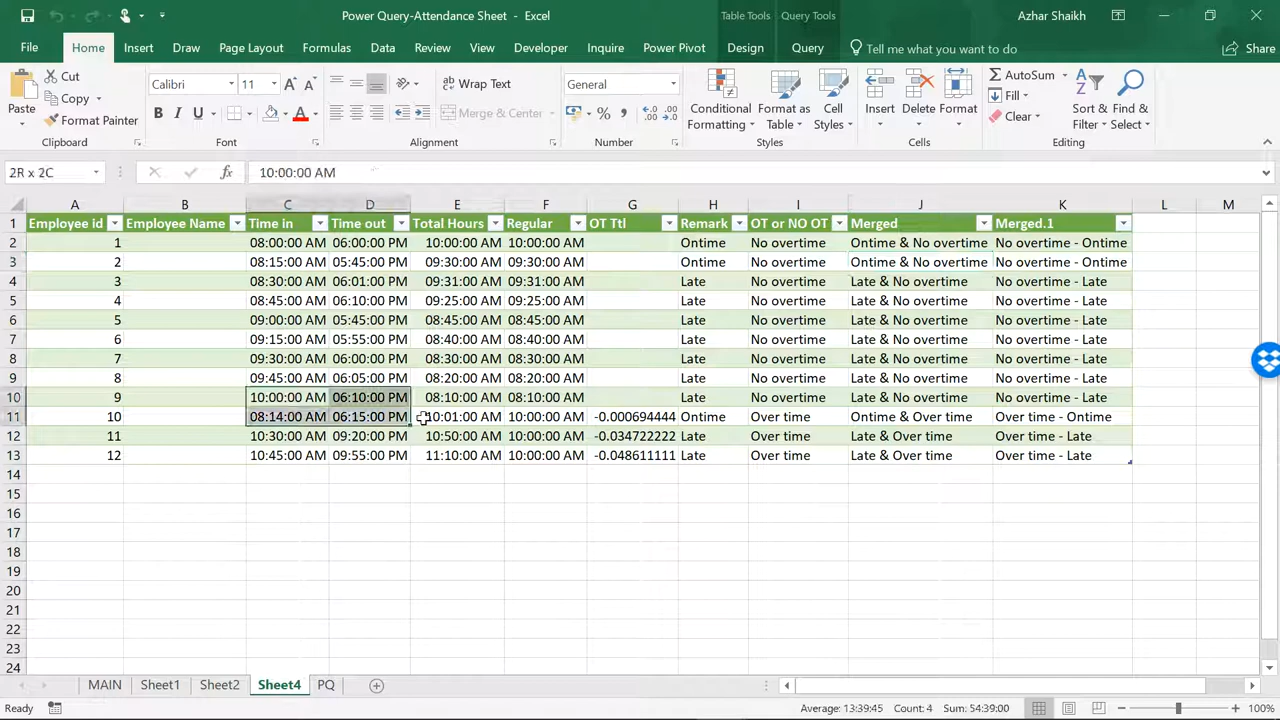 Power Query-Attendance Sheet - Excel
Table Tools
Query Tools
Azhar Shaikh
File Home Insert Draw Page Layout Formulas Data Review View Developer Inquire Power Pivot Design Query Tell me what you want to do Share
Paste
Cut
Copy
Format Painter
Clipboard
Calibri 11
B I U
Font
Wrap Text
Merge & Center
Alignment
General
% ,
Number
Conditional Formatting
Format as Table
Cell Styles
Styles
Insert Delete Format
Cells
AutoSum
Fill
Clear
Sort & Filter
Find & Select
Editing
2R x 2C fx 10:00:00 AM
A B C D E F G H I J K L M
1 Employee id Employee Name Time in Time out Total Hours Regular OT Ttl Remark OT or NO OT Merged Merged.1
2 1 08:00:00 AM 06:00:00 PM 10:00:00 AM 10:00:00 AM Ontime No overtime Ontime & No overtime No overtime - Ontime
3 2 08:15:00 AM 05:45:00 PM 09:30:00 AM 09:30:00 AM Ontime No overtime Ontime & No overtime No overtime - Ontime
4 3 08:30:00 AM 06:01:00 PM 09:31:00 AM 09:31:00 AM Late No overtime Late & No overtime No overtime - Late
5 4 08:45:00 AM 06:10:00 PM 09:25:00 AM 09:25:00 AM Late No overtime Late & No overtime No overtime - Late
6 5 09:00:00 AM 05:45:00 PM 08:45:00 AM 08:45:00 AM Late No overtime Late & No overtime No overtime - Late
7 6 09:15:00 AM 05:55:00 PM 08:40:00 AM 08:40:00 AM Late No overtime Late & No overtime No overtime - Late
8 7 09:30:00 AM 06:00:00 PM 08:30:00 AM 08:30:00 AM Late No overtime Late & No overtime No overtime - Late
9 8 09:45:00 AM 06:05:00 PM 08:20:00 AM 08:20:00 AM Late No overtime Late & No overtime No overtime - Late
10 9 10:00:00 AM 06:10:00 PM 08:10:00 AM 08:10:00 AM Late No overtime Late & No overtime No overtime - Late
11 10 08:14:00 AM 06:15:00 PM 10:01:00 AM 10:00:00 AM -0.000694444 Ontime Over time Ontime & Over time Over time - Ontime
12 11 10:30:00 AM 09:20:00 PM 10:50:00 AM 10:00:00 AM -0.034722222 Late Over time Late & Over time Over time - Late
13 12 10:45:00 AM 09:55:00 PM 11:10:00 AM 10:00:00 AM -0.048611111 Late Over time Late & Over time Over time - Late
14
15
16
17
18
19
20
21
22
23
24
MAIN Sheet1 Sheet2 Sheet4 PQ
Ready Average: 13:39:45 Count: 4 Sum: 54:39:00 100%